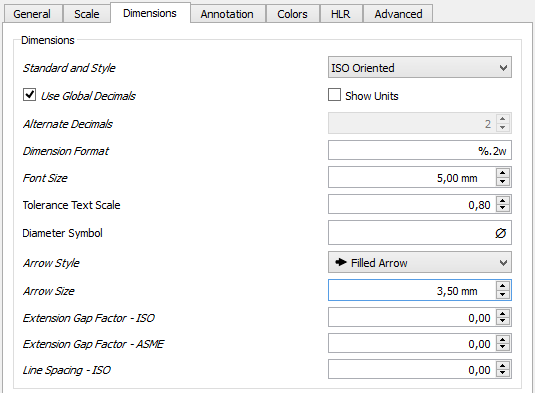 General Scale Dimensions Annotation Colors HLR Advanced
Dimensions
Standard and Style ISO Oriented
Use Global Decimals Show Units
Alternate Decimals 2
Dimension Format %.2w
Font Size 5,00 mm
Tolerance Text Scale 0,80
Diameter Symbol ⌀
Arrow Style Filled Arrow
Arrow Size 3,50 mm
Extension Gap Factor - ISO 0,00
Extension Gap Factor - ASME 0,00
Line Spacing - ISO 0,00